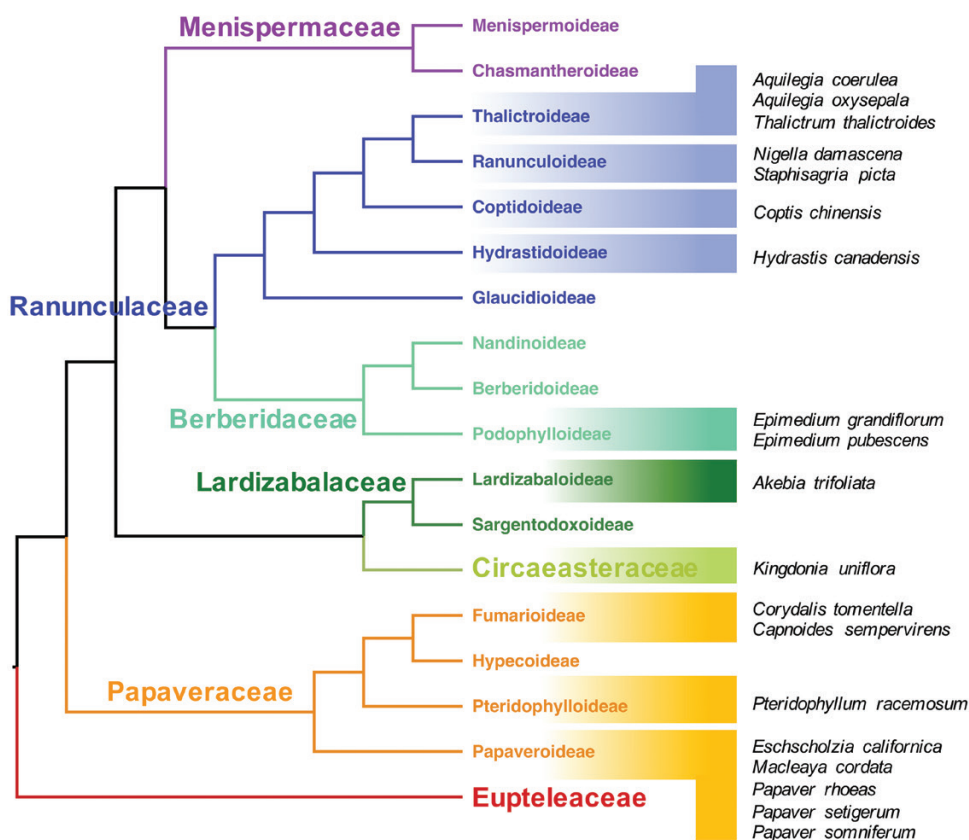 Menispermaceae
Menispermoideae
Chasmantheroideae
Aquilegia coerulea
Aquilegia oxysepala
Thalictroideae
Thalictrum thalictroides
Ranunculoideae
Nigella damascena
Staphisagria picta
Coptidoideae
Coptis chinensis
Hydrastidoideae
Hydrastis canadensis
Ranunculaceae
Glaucidioideae
Nandinoideae
Berberidoideae
Berberidaceae
Podophylloideae
Epimedium grandiflorum
Epimedium pubescens
Lardizabalaceae
Lardizabaloideae
Akebia trifoliata
Sargentodoxoideae
Circaeasteraceae
Kingdonia uniflora
Fumarioideae
Corydalis tomentella
Capnoides sempervirens
Hypecoideae
Papaveraceae
Pteridophylloideae
Pteridophyllum racemosum
Papaveroideae
Eschscholzia californica
Macleaya cordata
Papaver rhoeas
Papaver setigerum
Papaver somniferum
Eupteleaceae